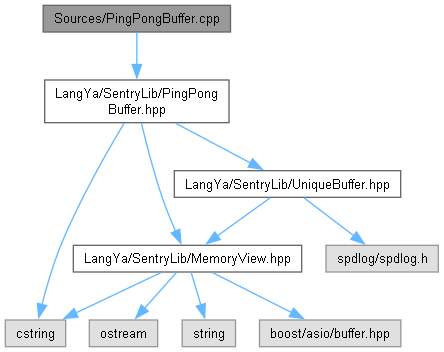 Sources/PingPongBuffer.cpp
LangYa/SentryLib/PingPong
Buffer.hpp
LangYa/SentryLib/UniqueBuffer.hpp
LangYa/SentryLib/MemoryView.hpp
spdlog/spdlog.h
cstring
ostream
string
boost/asio/buffer.hpp